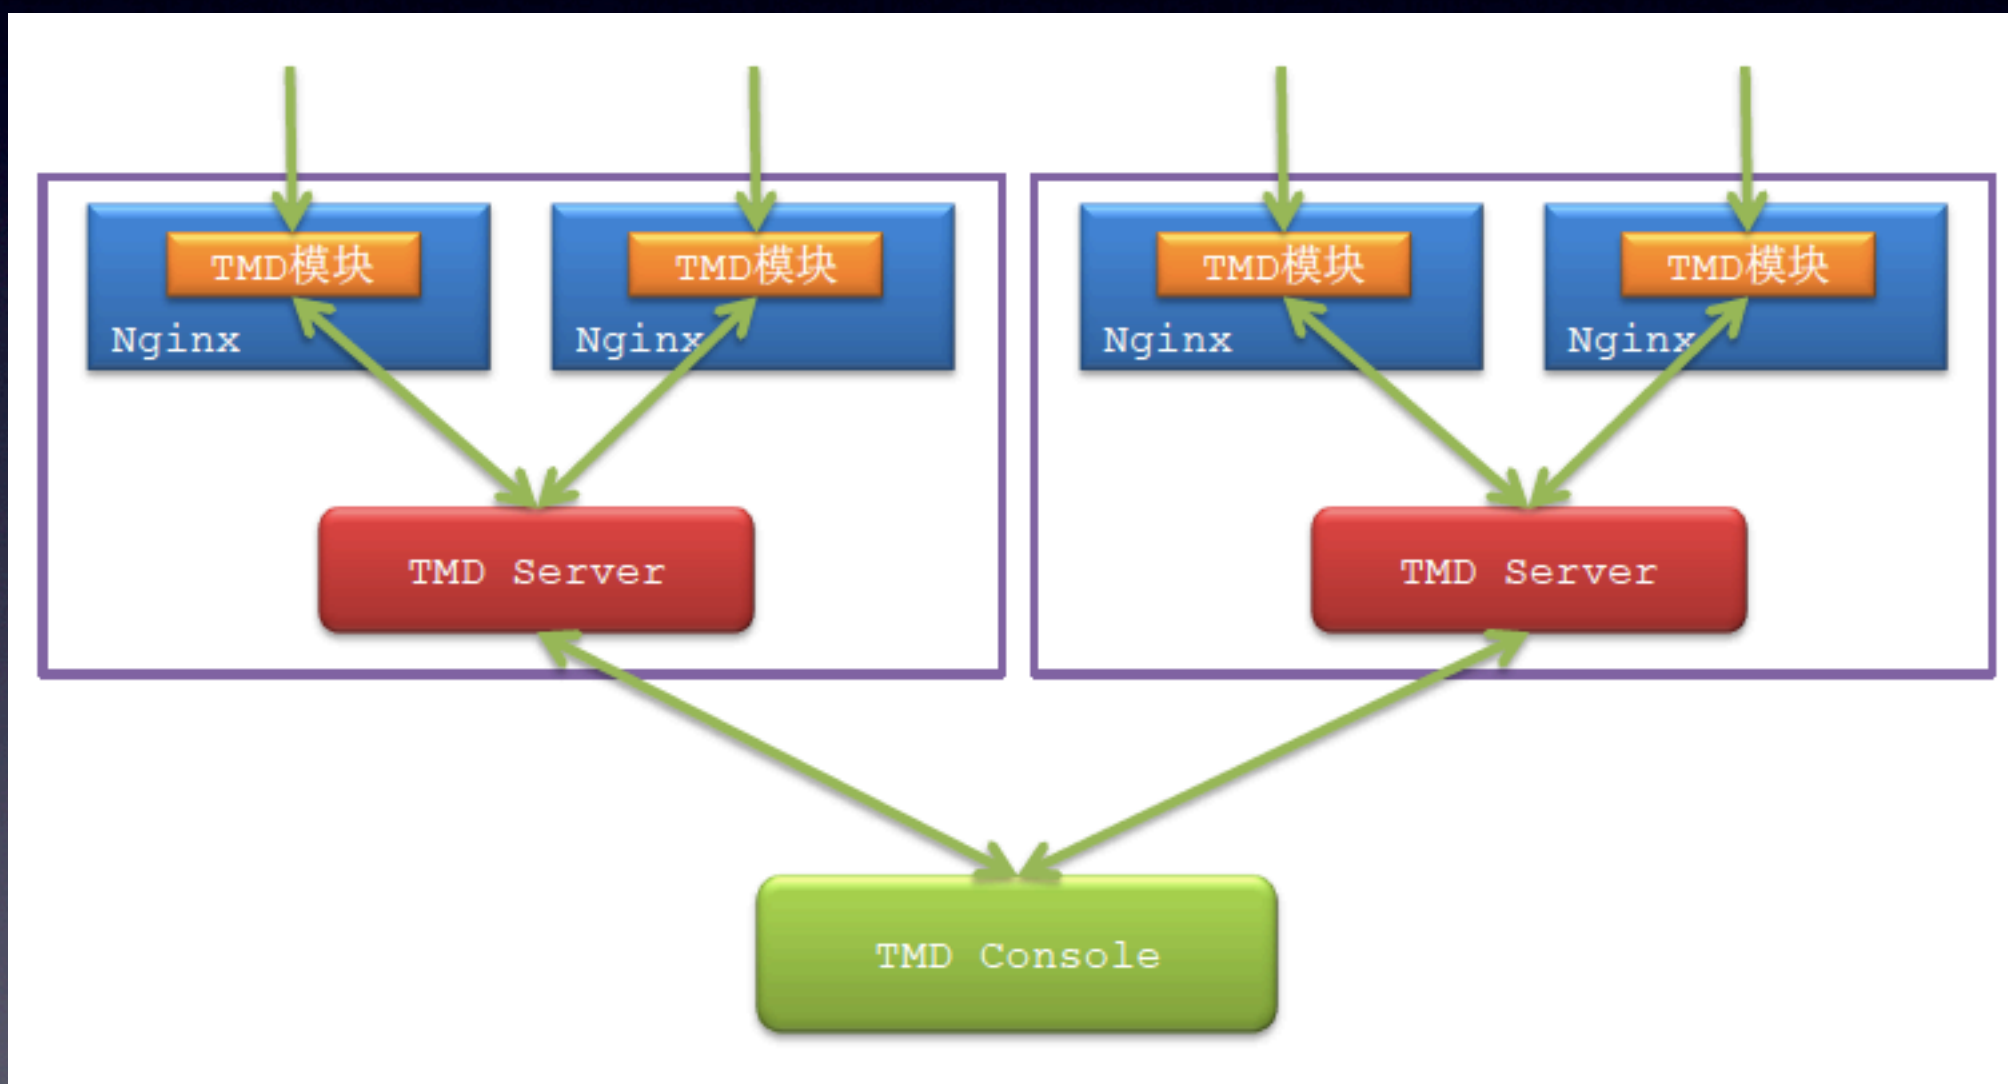 TMD模块
TMD模块
TMD模块
TMD模块
Nginx
Nginx
Nginx
Nginx
TMD Server
TMD Server
TMD Console